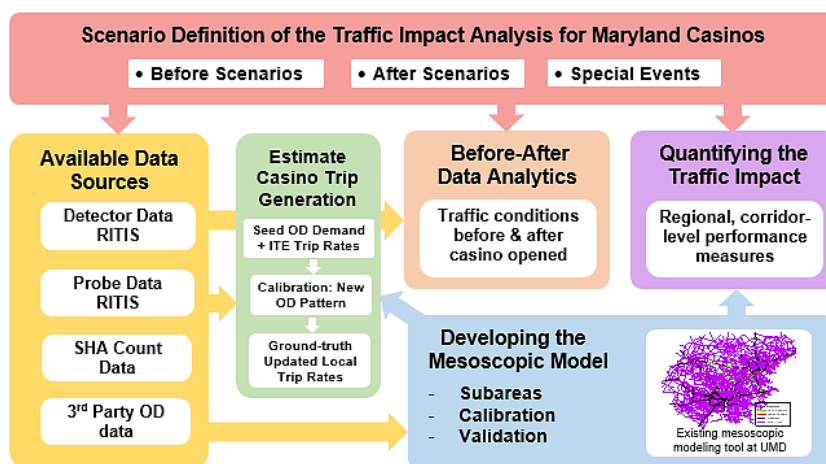 Scenario Definition of the Traffic Impact Analysis for Maryland Casinos
• Before Scenarios
• After Scenarios
• Special Events
Available Data
Sources
Detector Data
RITIS
Probe Data
RITIS
SHA Count
Data
3rd Party OD
data
Estimate
Casino Trip
Generation
Seed OD Demand
+ ITE Trip Rates
Calibration: New
OD Pattern
Ground-truth
Updated Local
Trip Rates
Before-After
Data Analytics
Traffic conditions
before & after
casino opened
Quantifying the
Traffic Impact
Regional, corridor-
level performance
measures
Developing the
Mesoscopic Model
- Subareas
- Calibration
- Validation
Existing mesoscopic
modeling tool at UMD